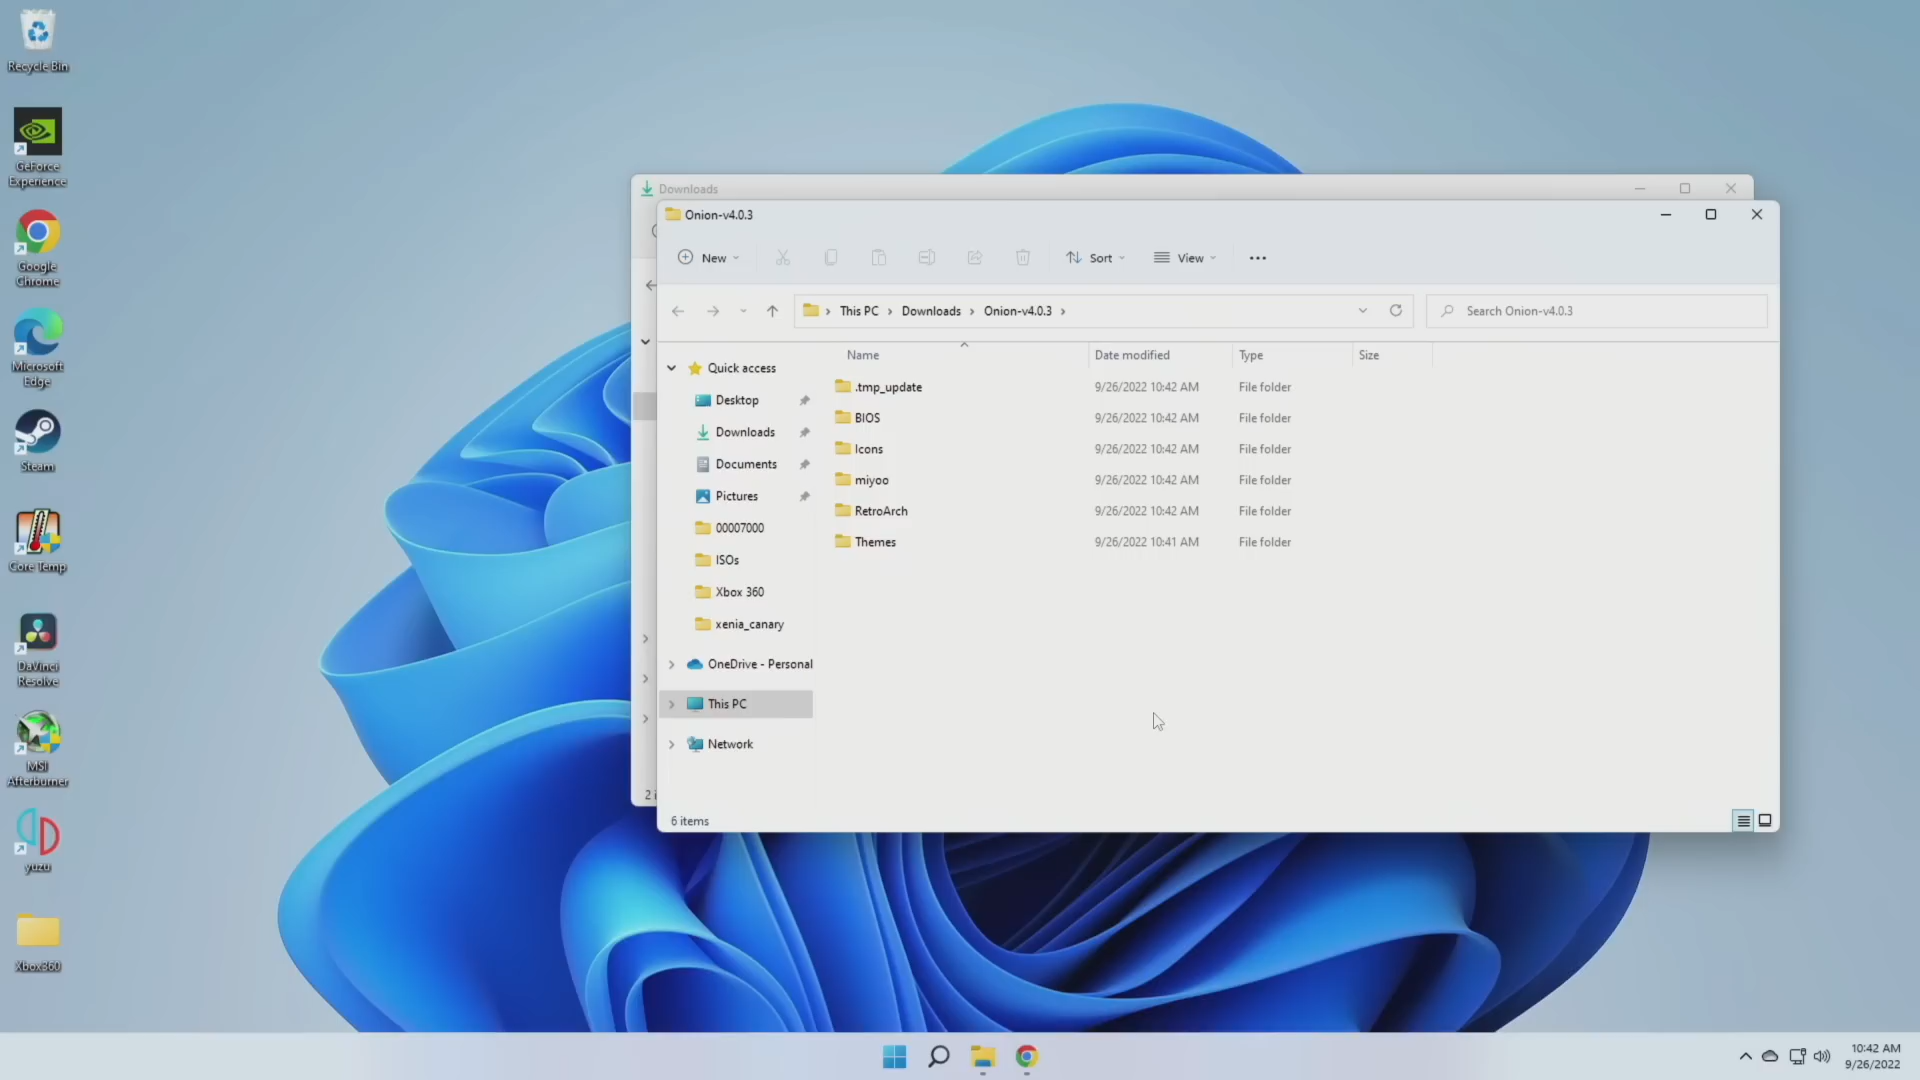 Recycle Bin
GeForce
Experience
Google
Chrome
Microsoft
Edge
Steam
Core Temp
DaVinci
Resolve
MSI
Afterburner
yuzu
Xbox360
Downloads
Onion-v4.0.3
New
Sort
View
This PC
Downloads
Onion-v4.0.3
Search Onion-v4.0.3
Name
Date modified
Type
Size
Quick access
Desktop
Downloads
Documents
Pictures
00007000
ISOs
Xbox 360
xenia_canary
OneDrive - Personal
This PC
Network
.tmp_update 9/26/2022 10:42 AM File folder
BIOS 9/26/2022 10:42 AM File folder
Icons 9/26/2022 10:42 AM File folder
miyoo 9/26/2022 10:42 AM File folder
RetroArch 9/26/2022 10:42 AM File folder
Themes 9/26/2022 10:41 AM File folder
2 i
6 items
10:42 AM
9/26/2022